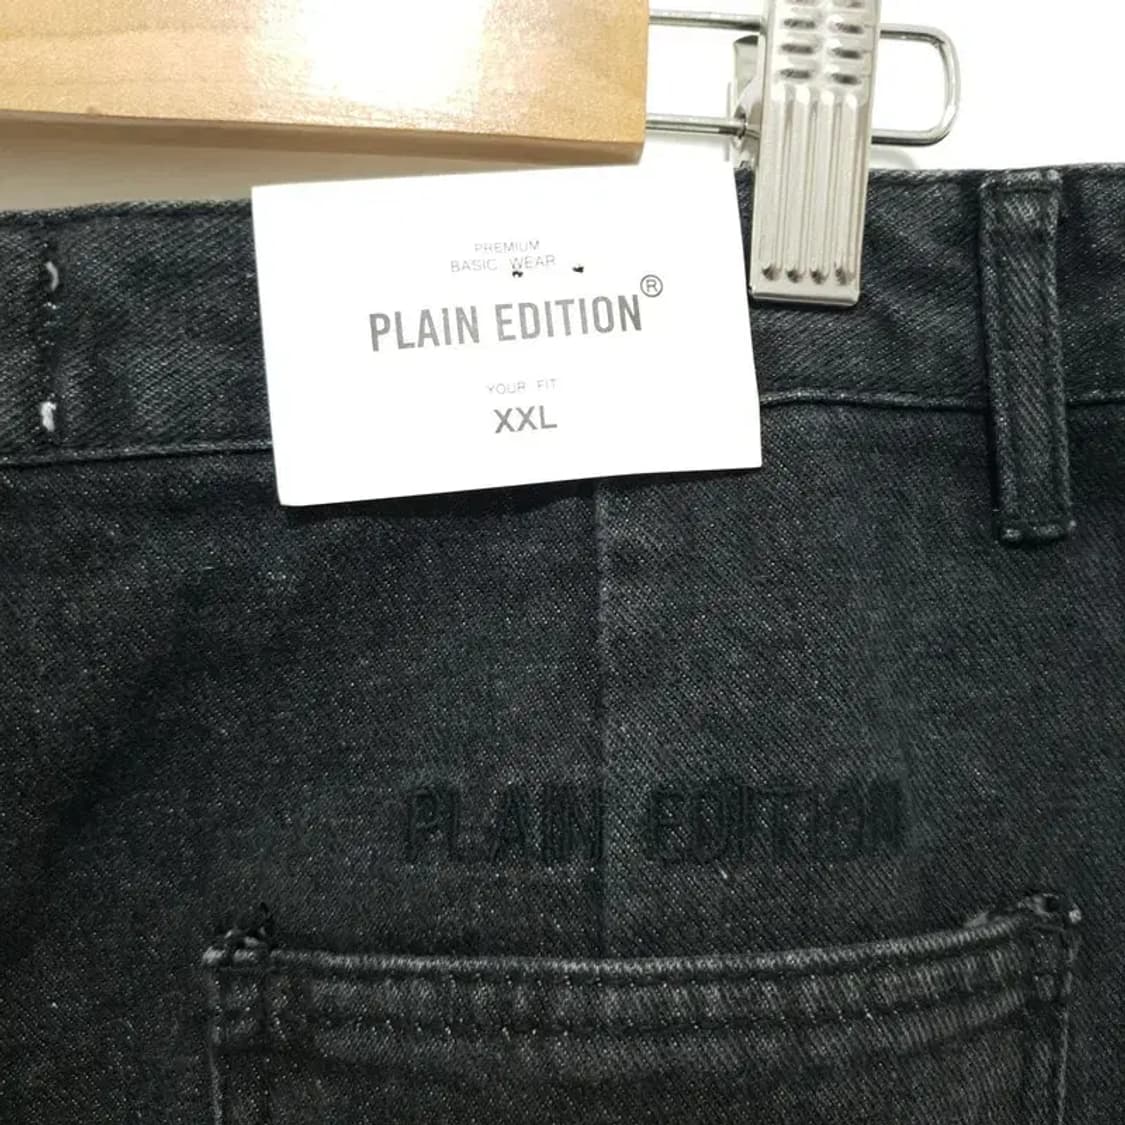 PREMIUM
BASIC WEAR
PLAIN EDITION®
YOUR FIT
XXL
PLAIN EDITION